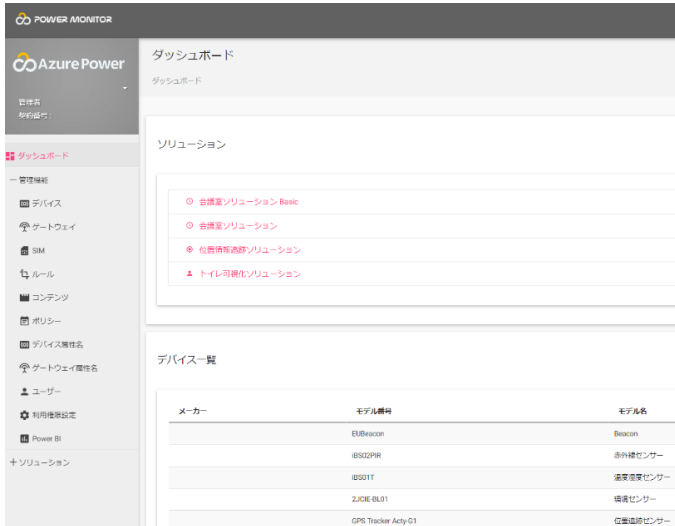 POWER MONITOR
AzurePower
管理者
契約番号:
ダッシュボード
一 管理機能
デバイス
ゲートウェイ
SIM
ルール
コンテンツ
ポリシー
デバイス属性名
ゲートウェイ属性名
ユーザー
利用権限設定
Power BI
+ソリューション
ダッシュボード
ダッシュボード
ソリューション
会議室ソリューション Basic
会議室ソリューション
位置情報追跡ソリューション
トイレ可視化ソリューション
デバイス一覧
メーカー モデル番号 モデル名
EUBeacon Beacon
iBS02PIR 赤外線センサー
iBS01T 温度湿度センサー
2JCIE-BL01 環境センサー
GPS Tracker Acty-G1 位置追跡センサー